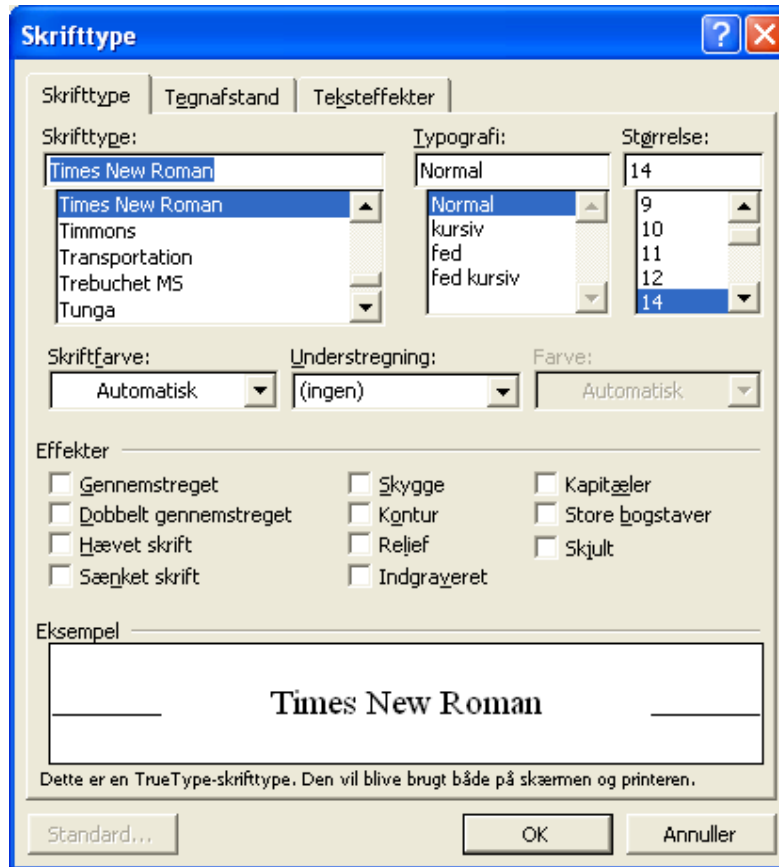 Skrifttype
Skrifttype Tegnafstand Teksteffekter
Skrifttype: Typografi: Størrelse:
Times New Roman Normal 14
Times New Roman Normal 9
Timmons kursiv 10
Transportation fed 11
Trebuchet MS fed kursiv 12
Tunga 14
Skriftfarve: Understregning: Farve:
Automatisk (ingen) Automatisk
Effekter
Gennemstreget Skygge Kapitæler
Dobbelt gennemstreget Kontur Store bogstaver
Hævet skrift Relief Skjult
Sænket skrift Indgraveret
Eksempel
Times New Roman
Dette er en TrueType-skrifttype. Den vil blive brugt både på skærmen og printeren.
Standard... OK Annuller